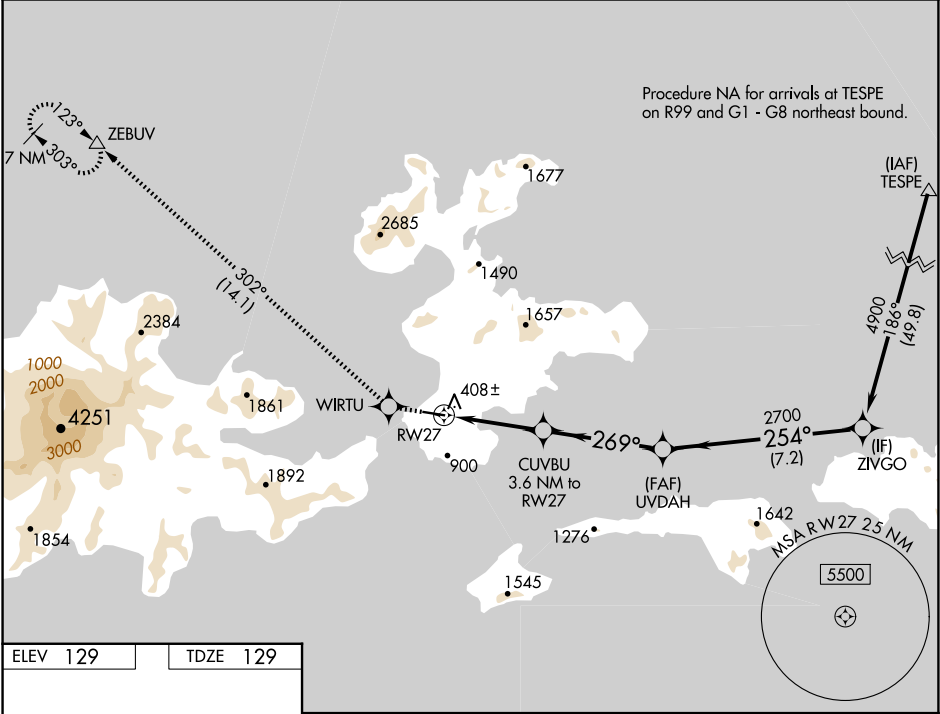 Procedure NA for arrivals at TESPE
on R99 and G1 - G8 northeast bound.
123°
ZEBUV
7 NM
303°
(IAF)
TESPE
1677
2685
1490
302°
(14.1)
4900
186°
(49.8)
2384
1657
1000
2000
4251
3000
1861
WIRTU
408±
RW27
900
CUVBU
3.6 NM to
RW27
269°
(FAF)
UVDAH
2700
254°
(7.2)
(IF)
ZIVGO
1892
1854
1276
1642
1545
MSA RW27 25 NM
5500
ELEV 129
TDZE 129